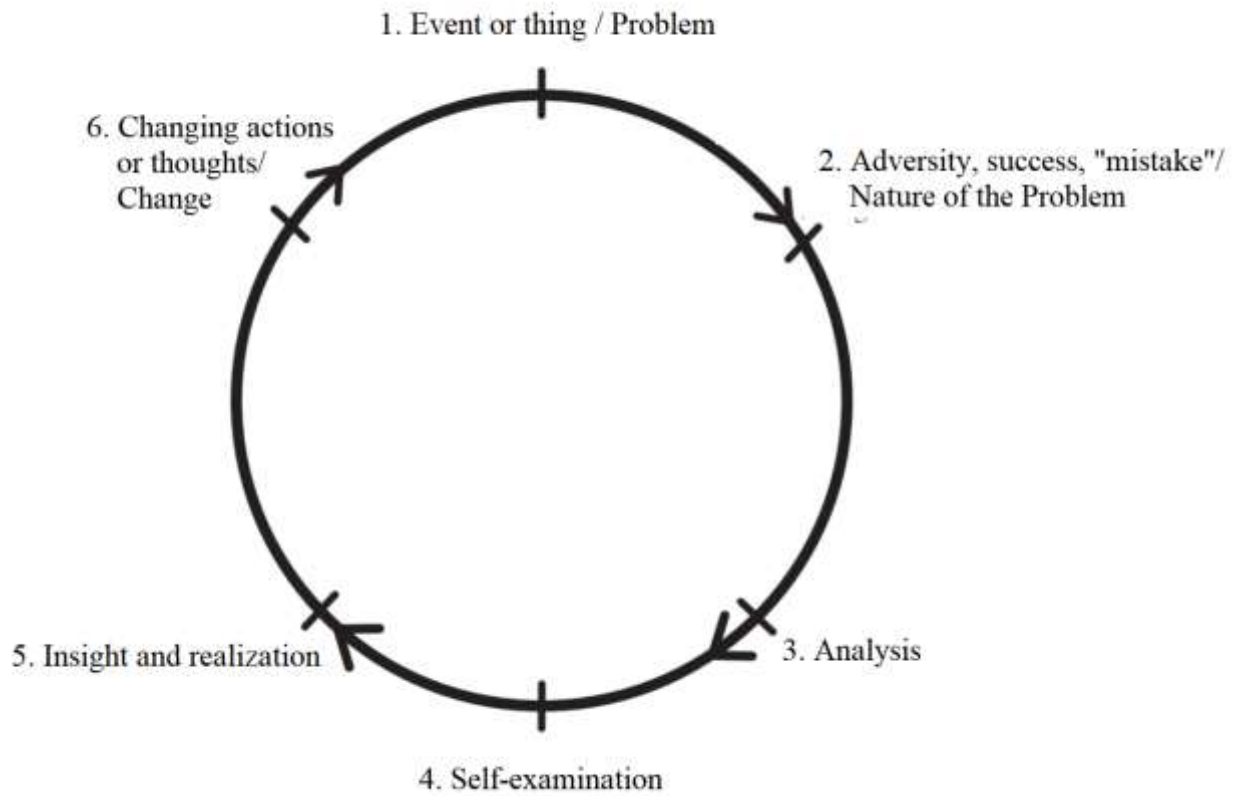 1. Event or thing / Problem
2. Adversity, success, "mistake"/
Nature of the Problem
3. Analysis
4. Self-examination
5. Insight and realization
6. Changing actions
or thoughts/
Change